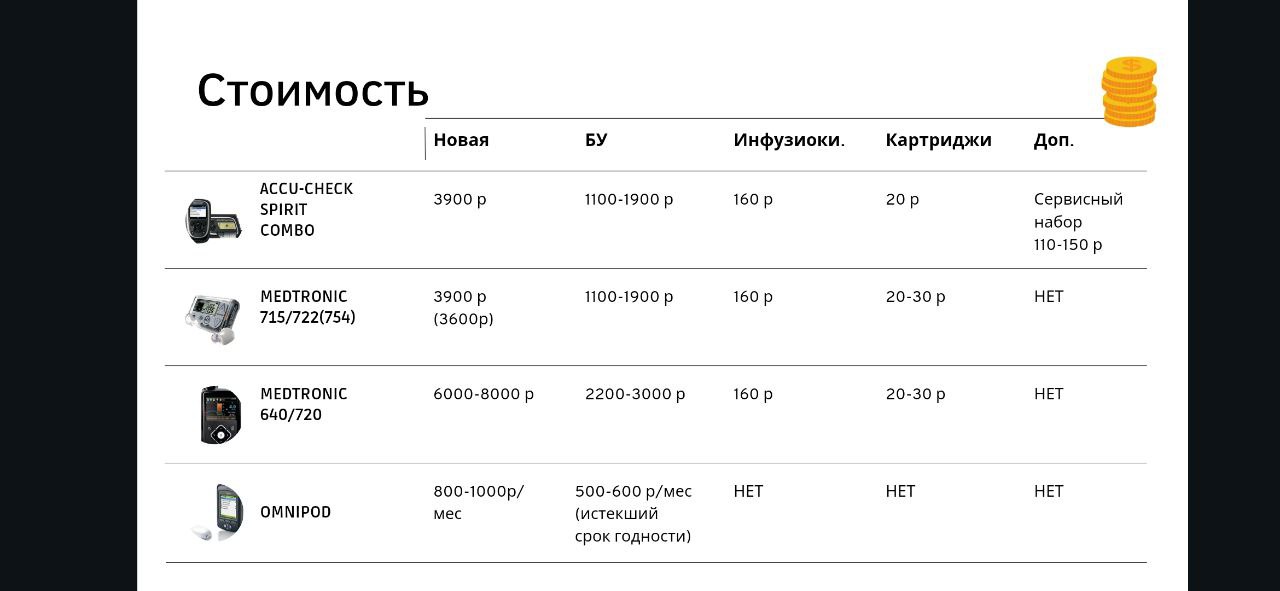 Стоимость
Новая БУ Инфузиоки. Картриджи Доп.
ACCU-CHECK
SPIRIT
COMBO
3900 р 1100-1900 р 160 р 20 р Сервисный
набор
110-150 р
MEDTRONIC
715/722(754)
3900 р 1100-1900 р 160 р 20-30 р НЕТ
(3600р)
MEDTRONIC
640/720
6000-8000 р 2200-3000 р 160 р 20-30 р НЕТ
OMNIPOD
800-1000р/
мес
500-600 р/мес
(истекший
срок годности)
НЕТ НЕТ НЕТ